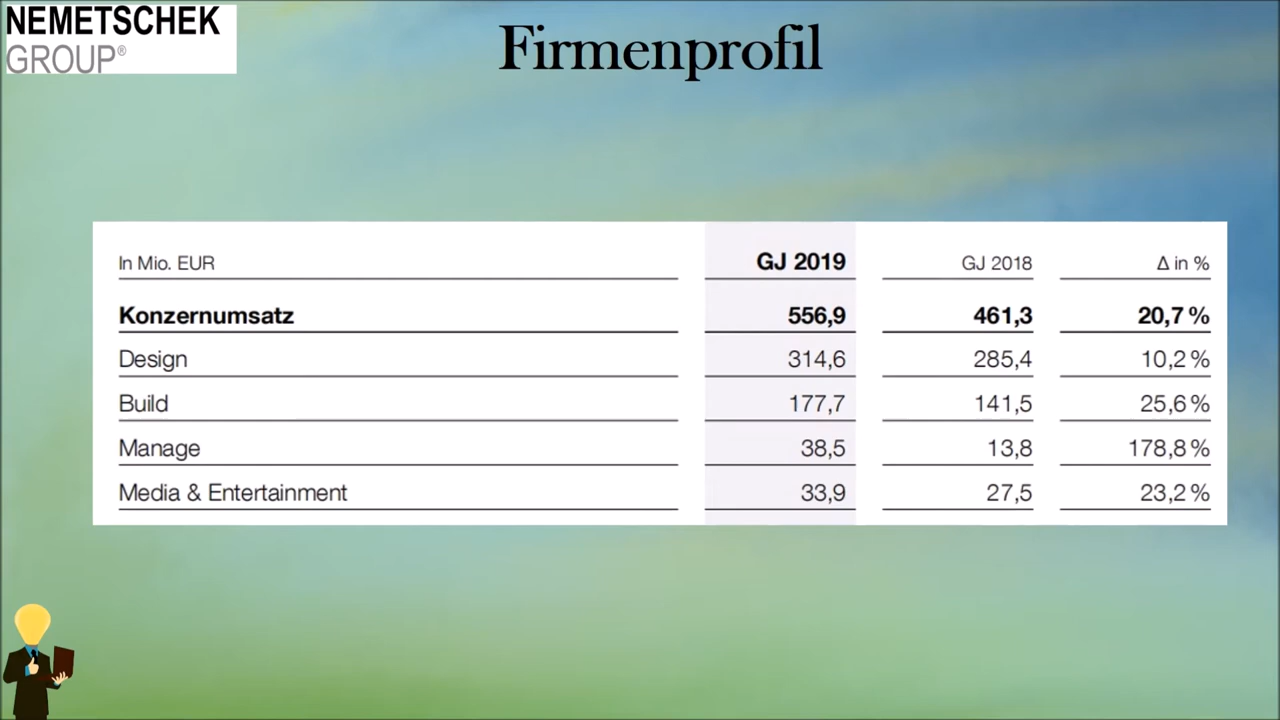 NEMETSCHEK
GROUP®
Firmenprofil
In Mio. EUR GJ 2019 GJ 2018 Δ in %
Konzernumsatz 556,9 461,3 20,7 %
Design 314,6 285,4 10,2 %
Build 177,7 141,5 25,6 %
Manage 38,5 13,8 178,8 %
Media & Entertainment 33,9 27,5 23,2 %